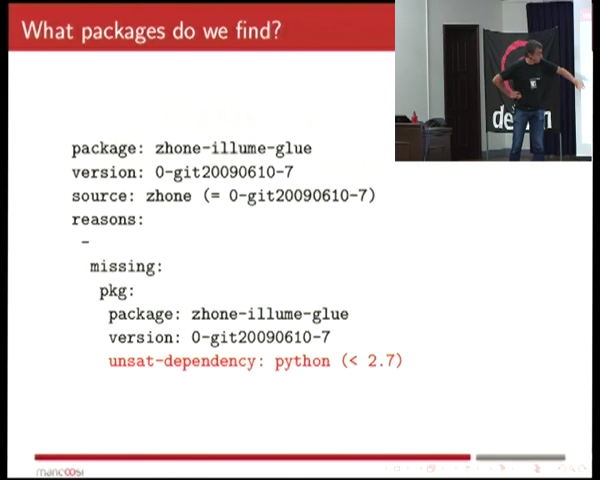 What packages do we find?
package: zhone-illume-glue
version: 0-git20090610-7
source: zhone (= 0-git20090610-7)
reasons:
-
missing:
pkg:
package: zhone-illume-glue
version: 0-git20090610-7
unsat-dependency: python (< 2.7)
mancoosi